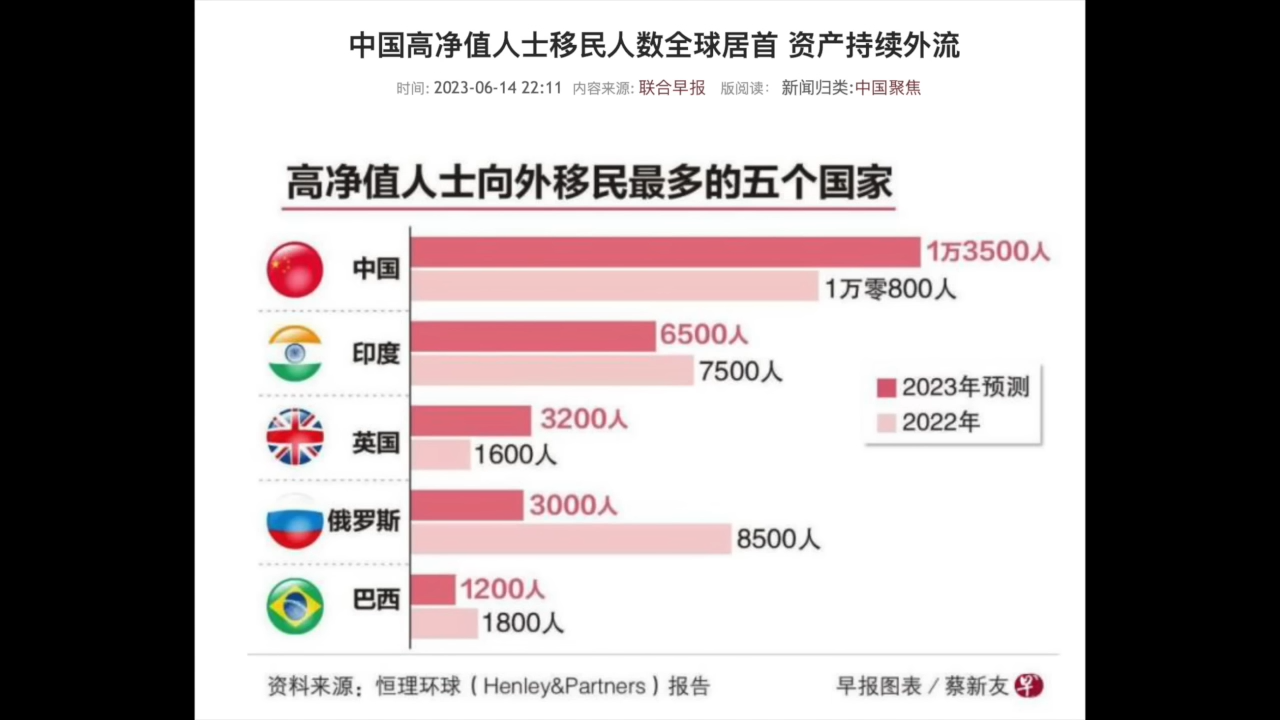 中国高净值人士移民人数全球居首 资产持续外流
时间: 2023-06-14 22:11 内容来源: 联合早报 版阅读: 新闻归类:中国聚焦
高净值人士向外移民最多的五个国家
中国
1万3500人
1万零800人
印度
6500人
7500人
2023年预测
2022年
英国
3200人
1600人
俄罗斯
3000人
8500人
巴西
1200人
1800人
资料来源：恒理环球（Henley&Partners）报告
早报图表 / 蔡新友 早